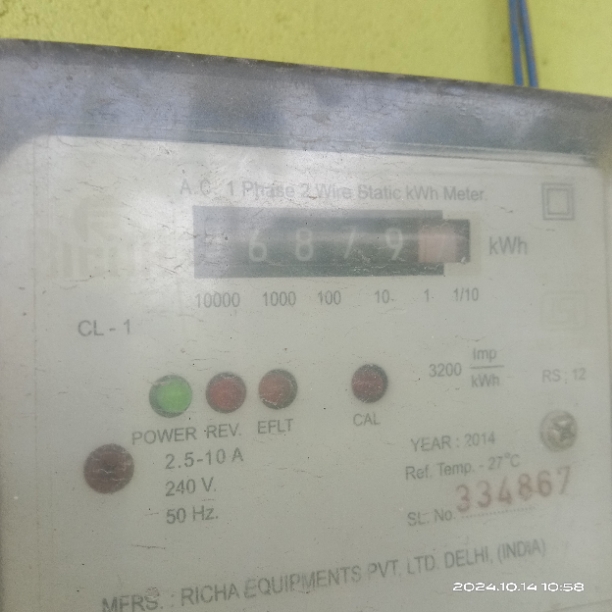 A.C. 1 Phase 2 Wire Static kWh Meter.
6 8 7 9 kWh
10000 1000 100 10 1 1/10
CL - 1
3200 imp/kWh
RS ; 12
POWER REV. EFLT CAL
2.5-10 A
240 V.
50 Hz.
YEAR : 2014
Ref. Temp. - 27°C
SL. No. 334867
MFRS. : RICHA EQUIPMENTS PVT. LTD. DELHI, (INDIA)
2024.10.14 10:58